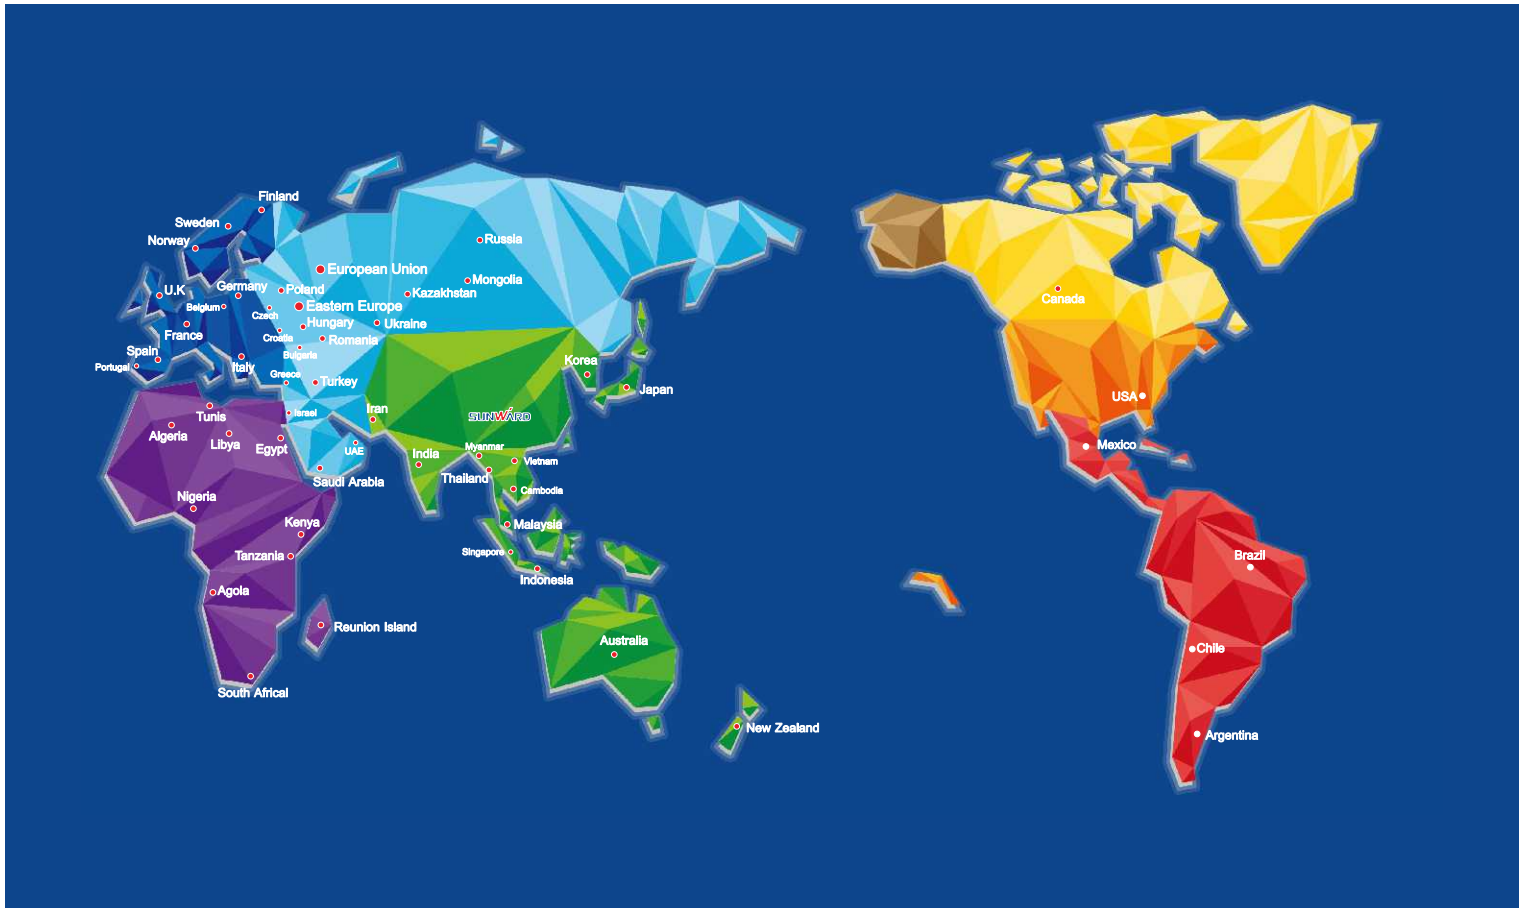 Finland
Sweden
Norway
Russia
European Union
Mongolia
U.K
Germany
Poland
Kazakhstan
Canada
Belgium
Eastern Europe
Czech
Hungary
Ukraine
France
Croatia
Romania
Spain
Bulgaria
Portugal
Italy
Korea
Greece
Turkey
Japan
USA
Iran
Israel
SUNWARD
Tunis
Algeria
Libya
Egypt
UAE
Myanmar
Mexico
India
Vietnam
Saudi Arabia
Thailand
Cambodia
Nigeria
Kenya
Malaysia
Tanzania
Singapore
Brazil
Indonesia
Agola
Reunion Island
Australia
Chile
South Africal
New Zealand
Argentina